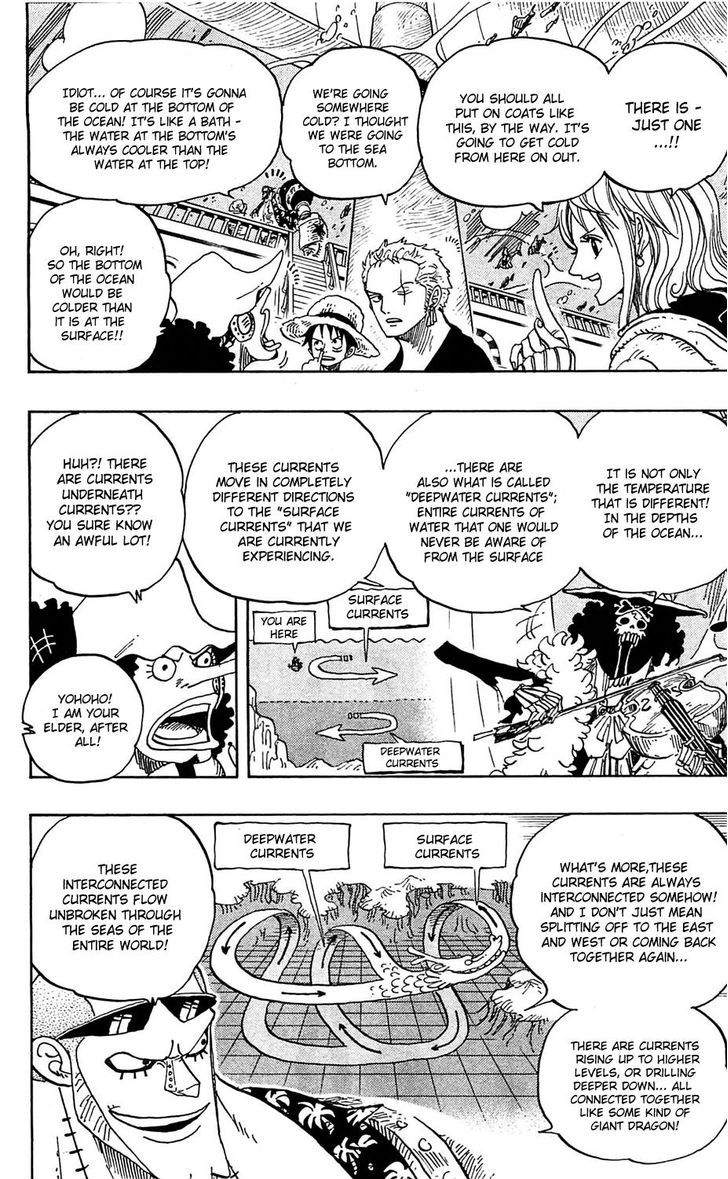 THERE IS -
JUST ONE
...!!
YOU SHOULD ALL
PUT ON COATS LIKE
THIS, BY THE WAY. IT'S
GOING TO GET COLD
FROM HERE ON OUT.
WE'RE GOING
SOMEWHERE
COLD? I THOUGHT
WE WERE GOING
TO THE SEA
BOTTOM.
IDIOT... OF COURSE IT'S GONNA
BE COLD AT THE BOTTOM OF
THE OCEAN! IT'S LIKE A BATH -
THE WATER AT THE BOTTOM'S
ALWAYS COOLER THAN THE
WATER AT THE TOP!
OH, RIGHT!
SO THE BOTTOM
OF THE OCEAN
WOULD BE
COLDER THAN
IT IS AT THE
SURFACE!!
IT IS NOT ONLY
THE TEMPERATURE
THAT IS DIFFERENT!
IN THE DEPTHS
OF THE OCEAN...
...THERE ARE
ALSO WHAT IS CALLED
"DEEPWATER CURRENTS";
ENTIRE CURRENTS OF
WATER THAT ONE WOULD
NEVER BE AWARE OF
FROM THE SURFACE
THESE CURRENTS
MOVE IN COMPLETELY
DIFFERENT DIRECTIONS
TO THE "SURFACE
CURRENTS" THAT WE
ARE CURRENTLY
EXPERIENCING.
SURFACE
CURRENTS
YOU ARE
HERE
DEEPWATER
CURRENTS
HUH?! THERE
ARE CURRENTS
UNDERNEATH
CURRENTS??
YOU SURE KNOW
AN AWFUL LOT!
YOHOHO!
I AM YOUR
ELDER, AFTER
ALL!
WHAT'S MORE,THESE
CURRENTS ARE ALWAYS
INTERCONNECTED SOMEHOW!
AND I DON'T JUST MEAN
SPLITTING OFF TO THE EAST
AND WEST OR COMING BACK
TOGETHER AGAIN...
THERE ARE CURRENTS
RISING UP TO HIGHER
LEVELS, OR DRILLING
DEEPER DOWN... ALL
CONNECTED TOGETHER
LIKE SOME KIND OF
GIANT DRAGON!
SURFACE
CURRENTS
DEEPWATER
CURRENTS
THESE
INTERCONNECTED
CURRENTS FLOW
UNBROKEN THROUGH
THE SEAS OF THE
ENTIRE WORLD!